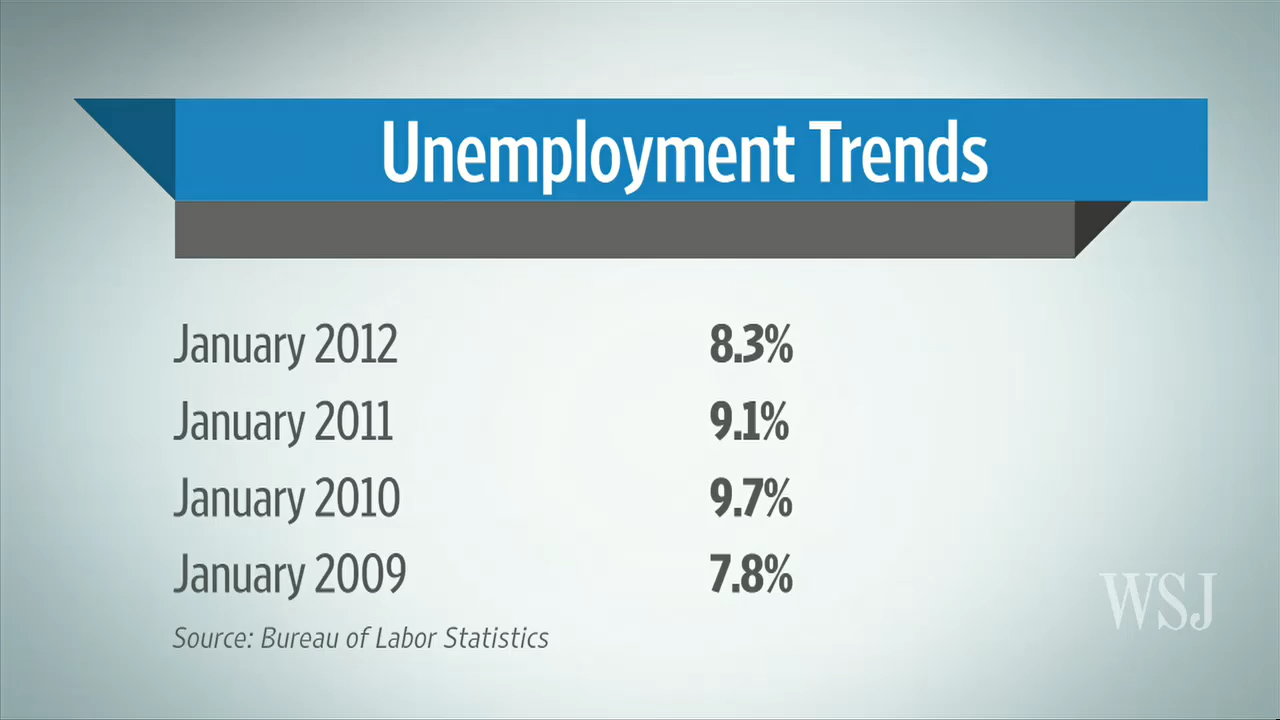 Unemployment Trends
January 2012 8.3%
January 2011 9.1%
January 2010 9.7%
January 2009 7.8%
Source: Bureau of Labor Statistics
WSJ